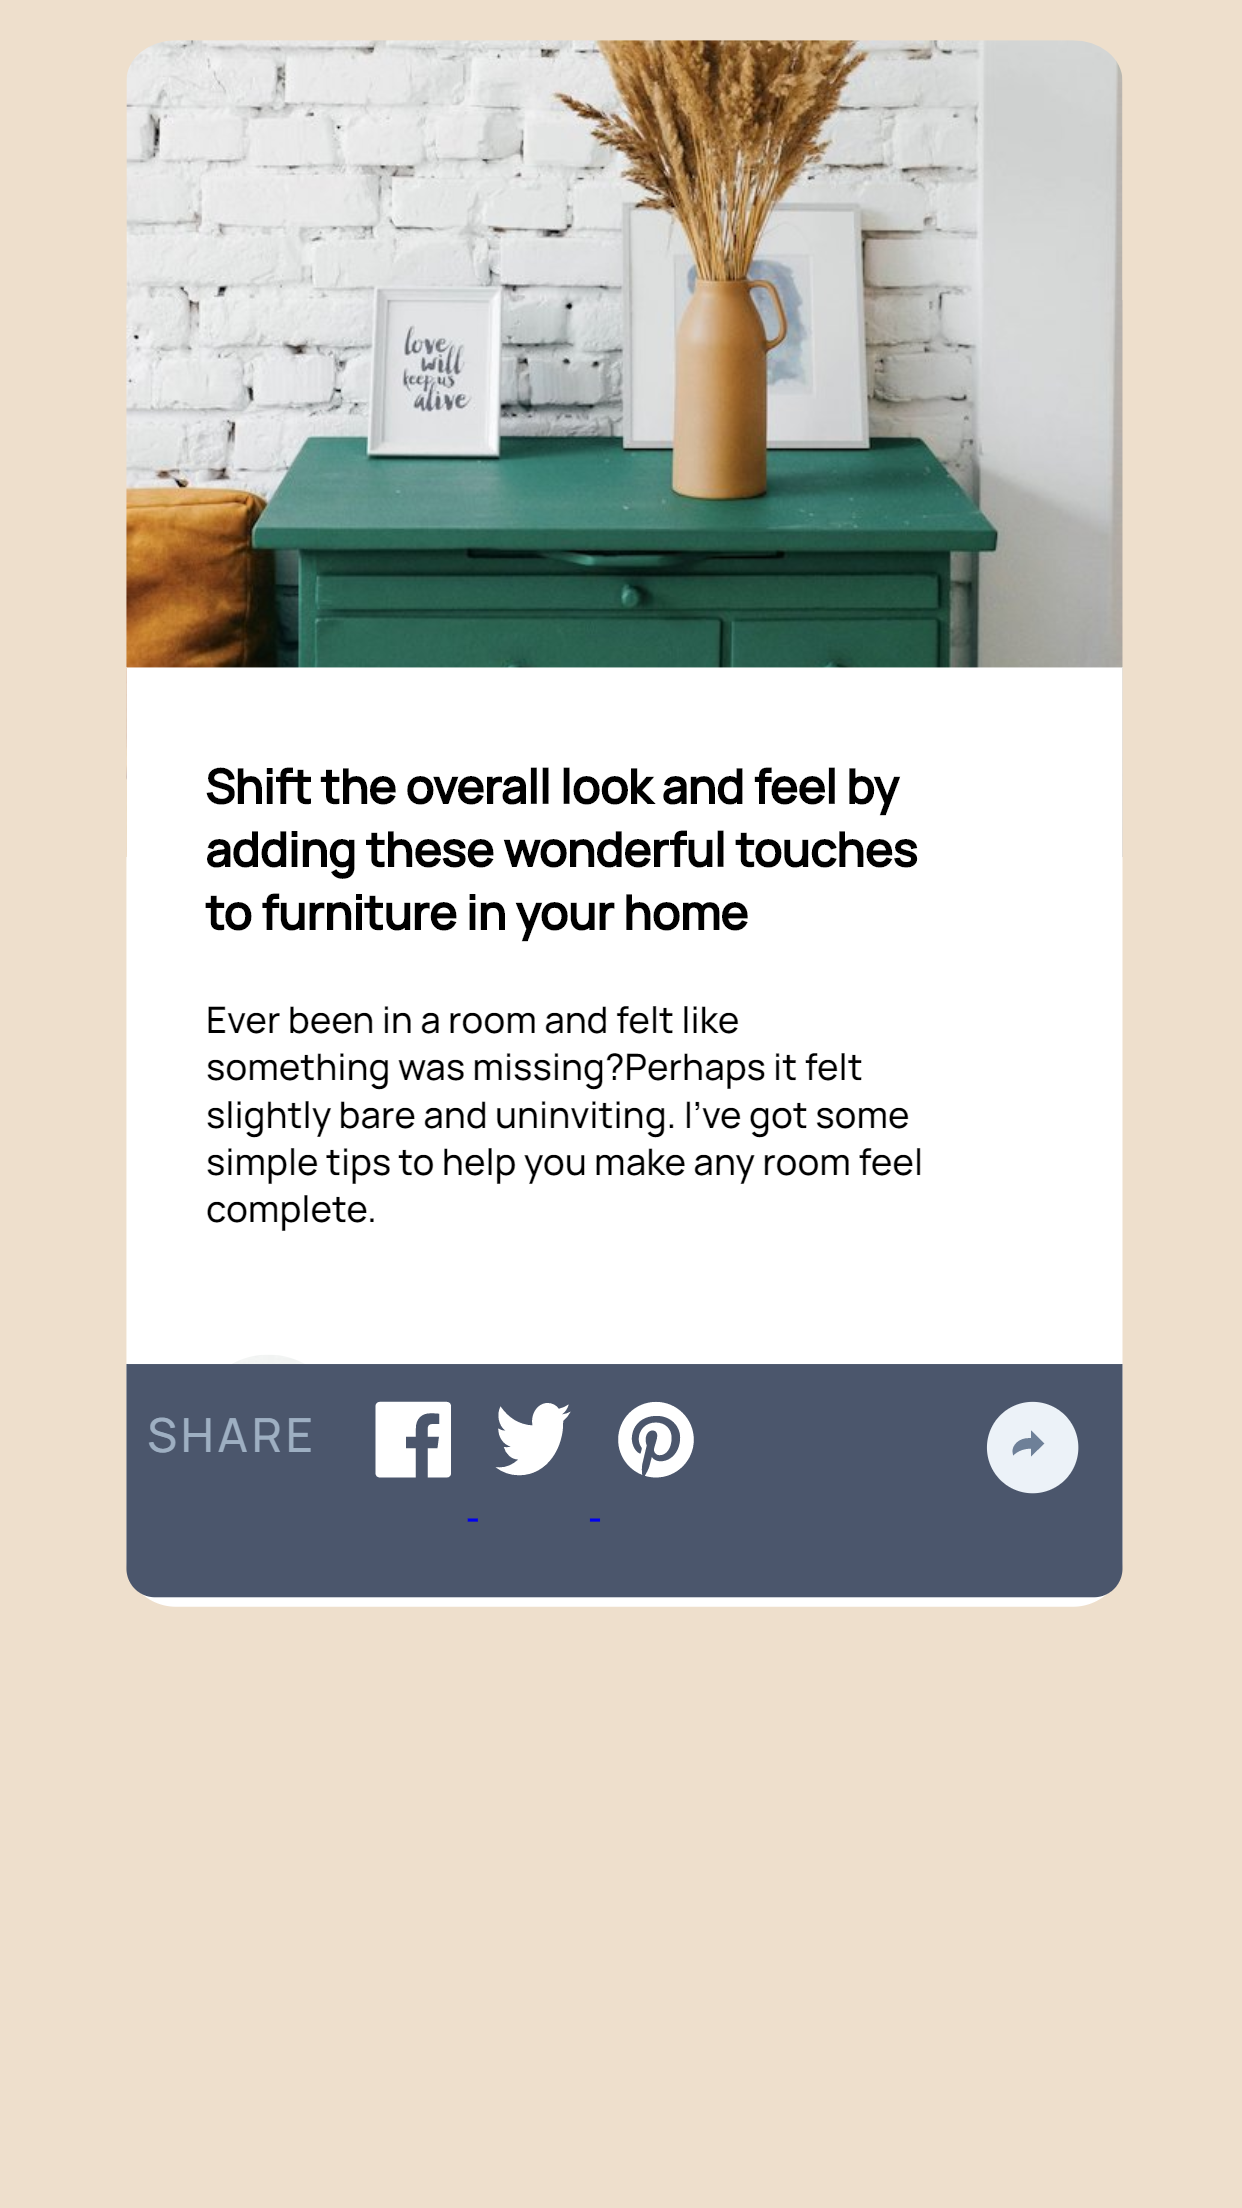 love
will
keep us
alive
Shift the overall look and feel by
adding these wonderful touches
to furniture in your home
Ever been in a room and felt like
something was missing?Perhaps it felt
slightly bare and uninviting. I’ve got some
simple tips to help you make any room feel
complete.
SHARE